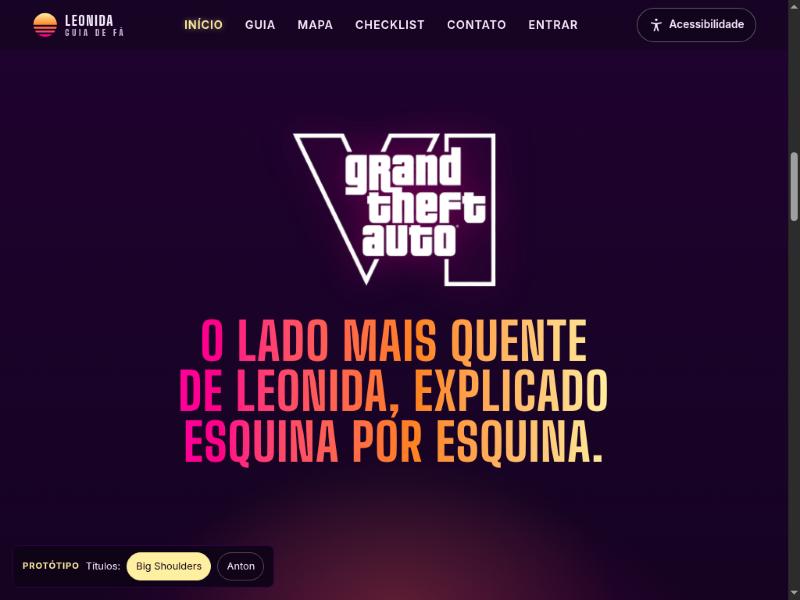 LEONIDA
GUIA DE FÃ
INÍCIO
GUIA
MAPA
CHECKLIST
CONTATO
ENTRAR
Acessibilidade
VI
grand
theft
auto
O LADO MAIS QUENTE
DE LEONIDA, EXPLICADO
ESQUINA POR ESQUINA.
PROTÓTIPO
Títulos:
Big Shoulders
Anton